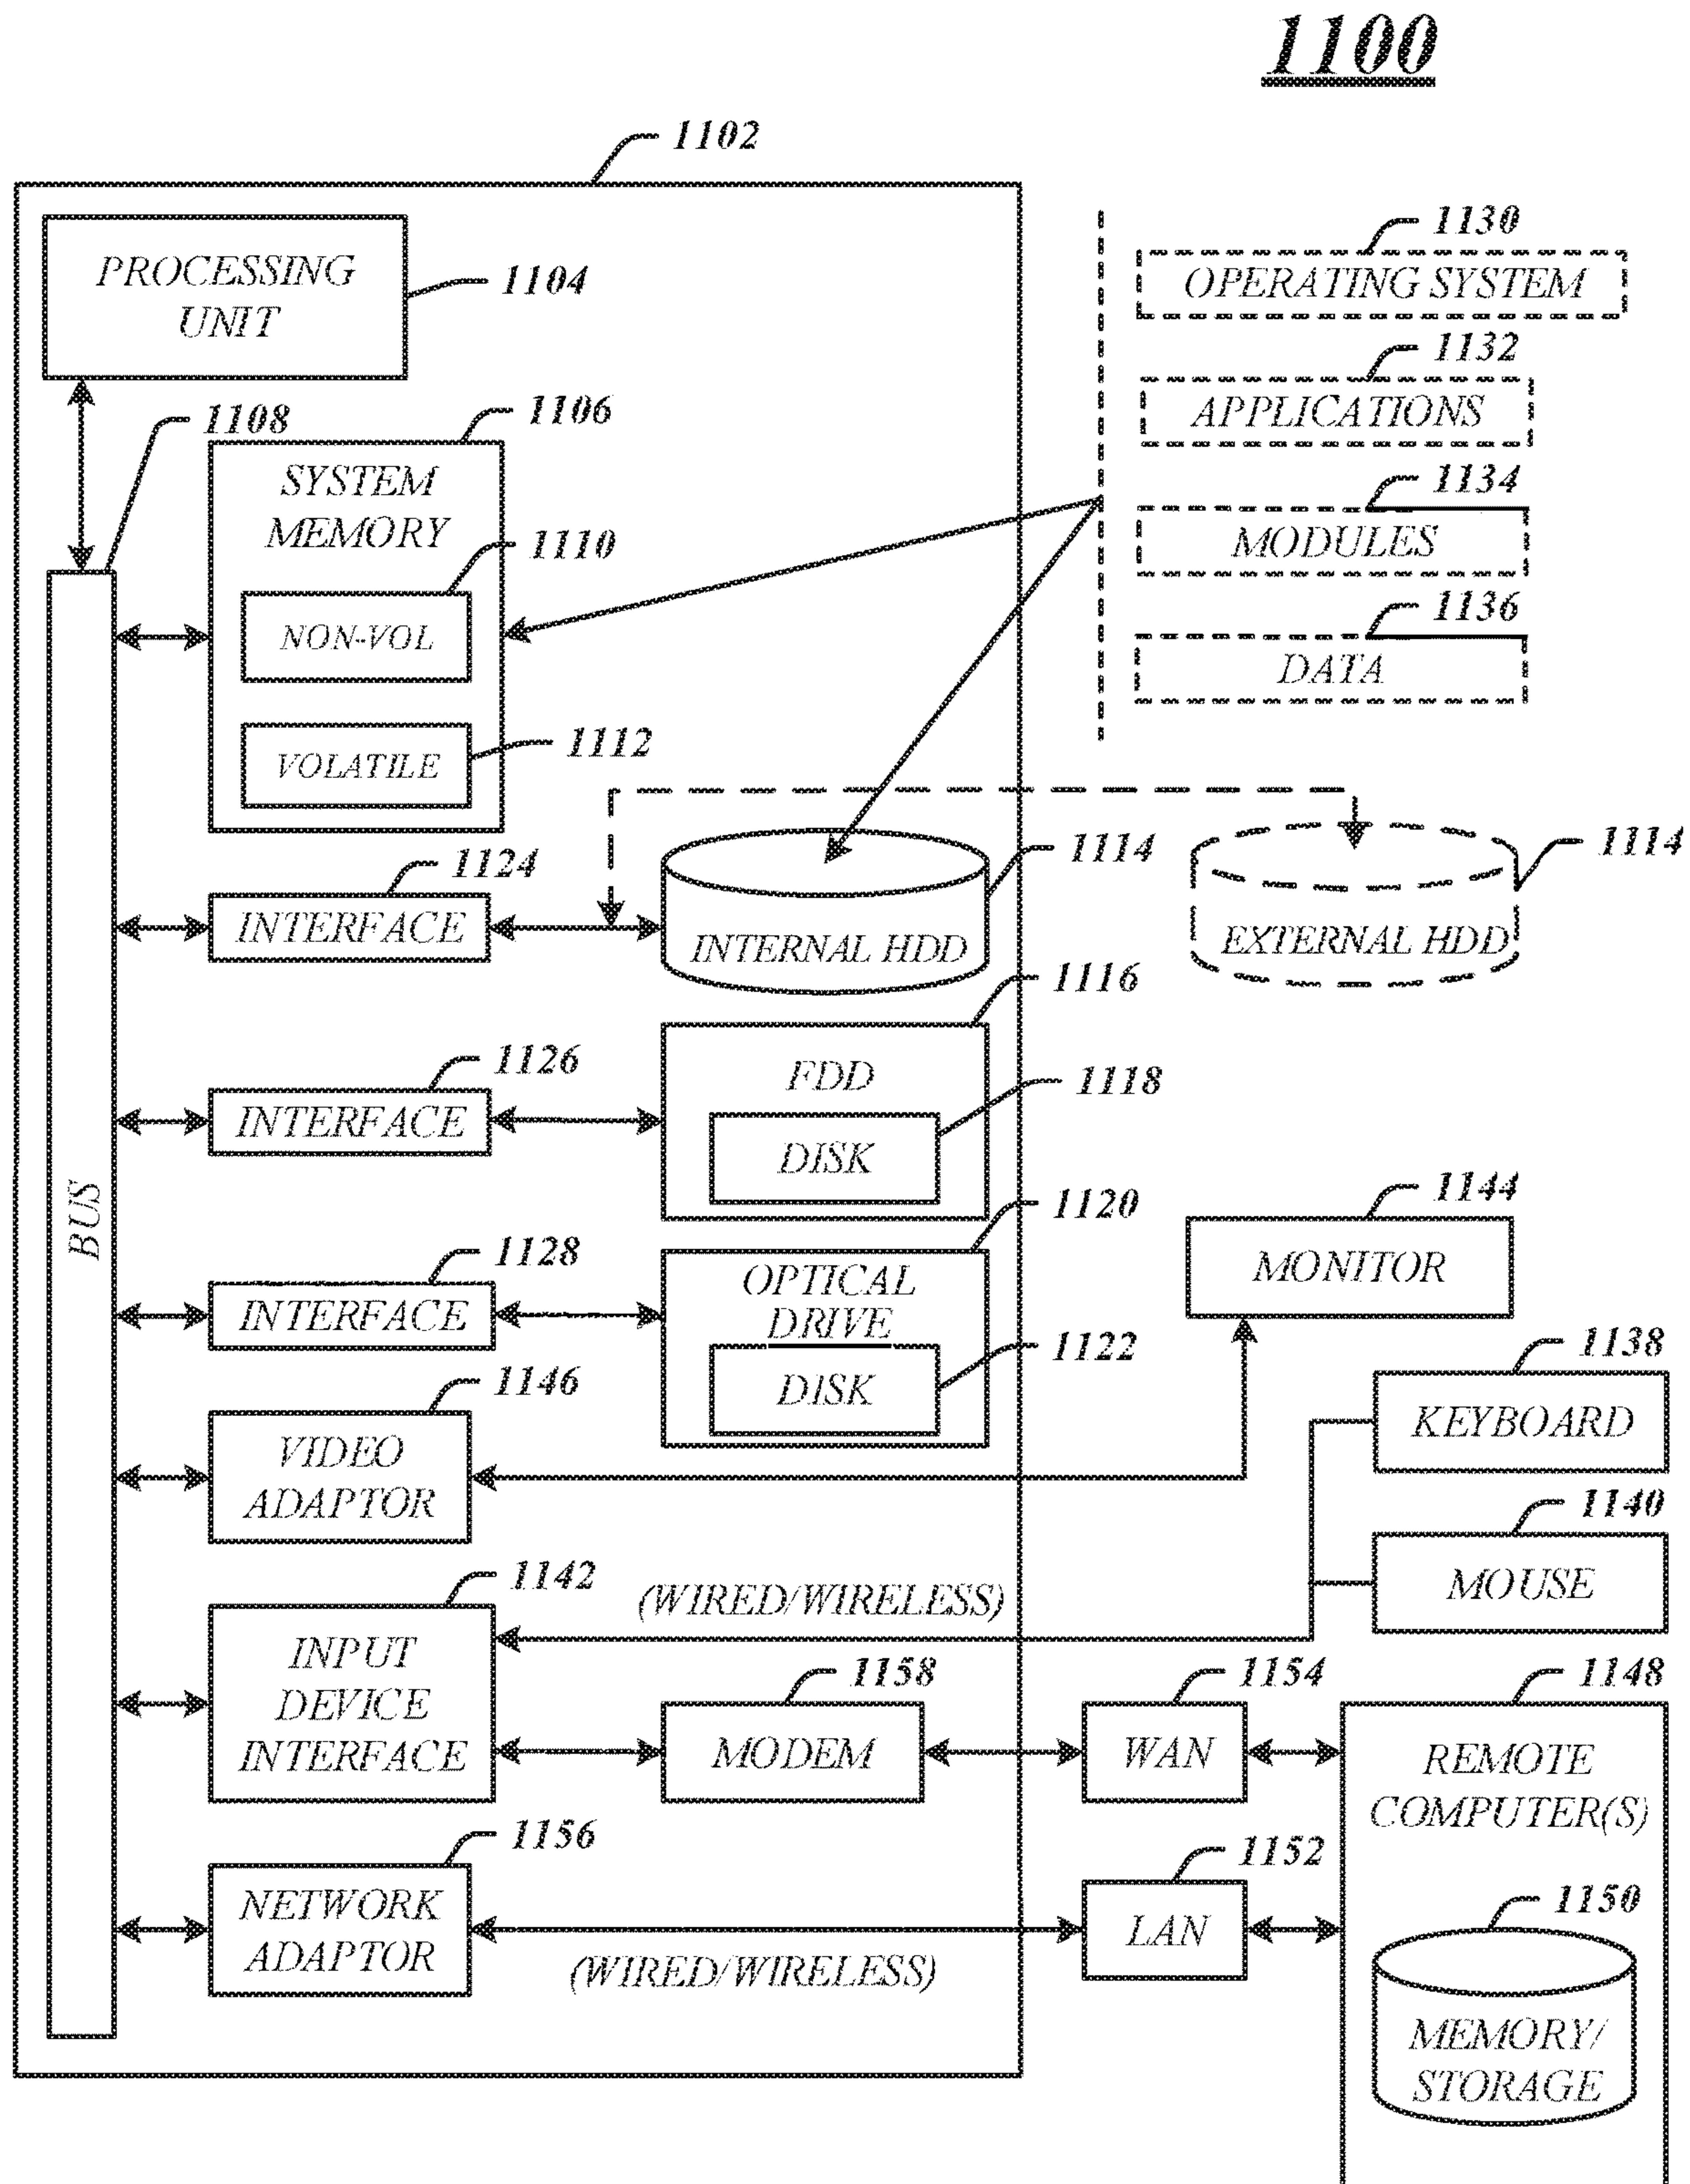 1100
1102
PROCESSING
UNIT
1104
1130
OPERATING SYSTEM
1132
APPLICATIONS
1134
MODULES
1136
DATA
1108
1106
SYSTEM
MEMORY
1110
NON-VOL
1112
VOLATILE
1124
INTERFACE
1114
INTERNAL HDD
1114
EXTERNAL HDD
1116
FDD
1126
INTERFACE
1118
DISK
BUS
1120
OPTICAL
DRIVE
1128
INTERFACE
1122
DISK
1144
MONITOR
1146
VIDEO
ADAPTOR
1138
KEYBOARD
1140
MOUSE
1142
INPUT
DEVICE
INTERFACE
(WIRED/WIRELESS)
1158
MODEM
1154
WAN
1148
REMOTE
COMPUTER(S)
1156
NETWORK
ADAPTOR
(WIRED/WIRELESS)
1152
LAN
1150
MEMORY/
STORAGE